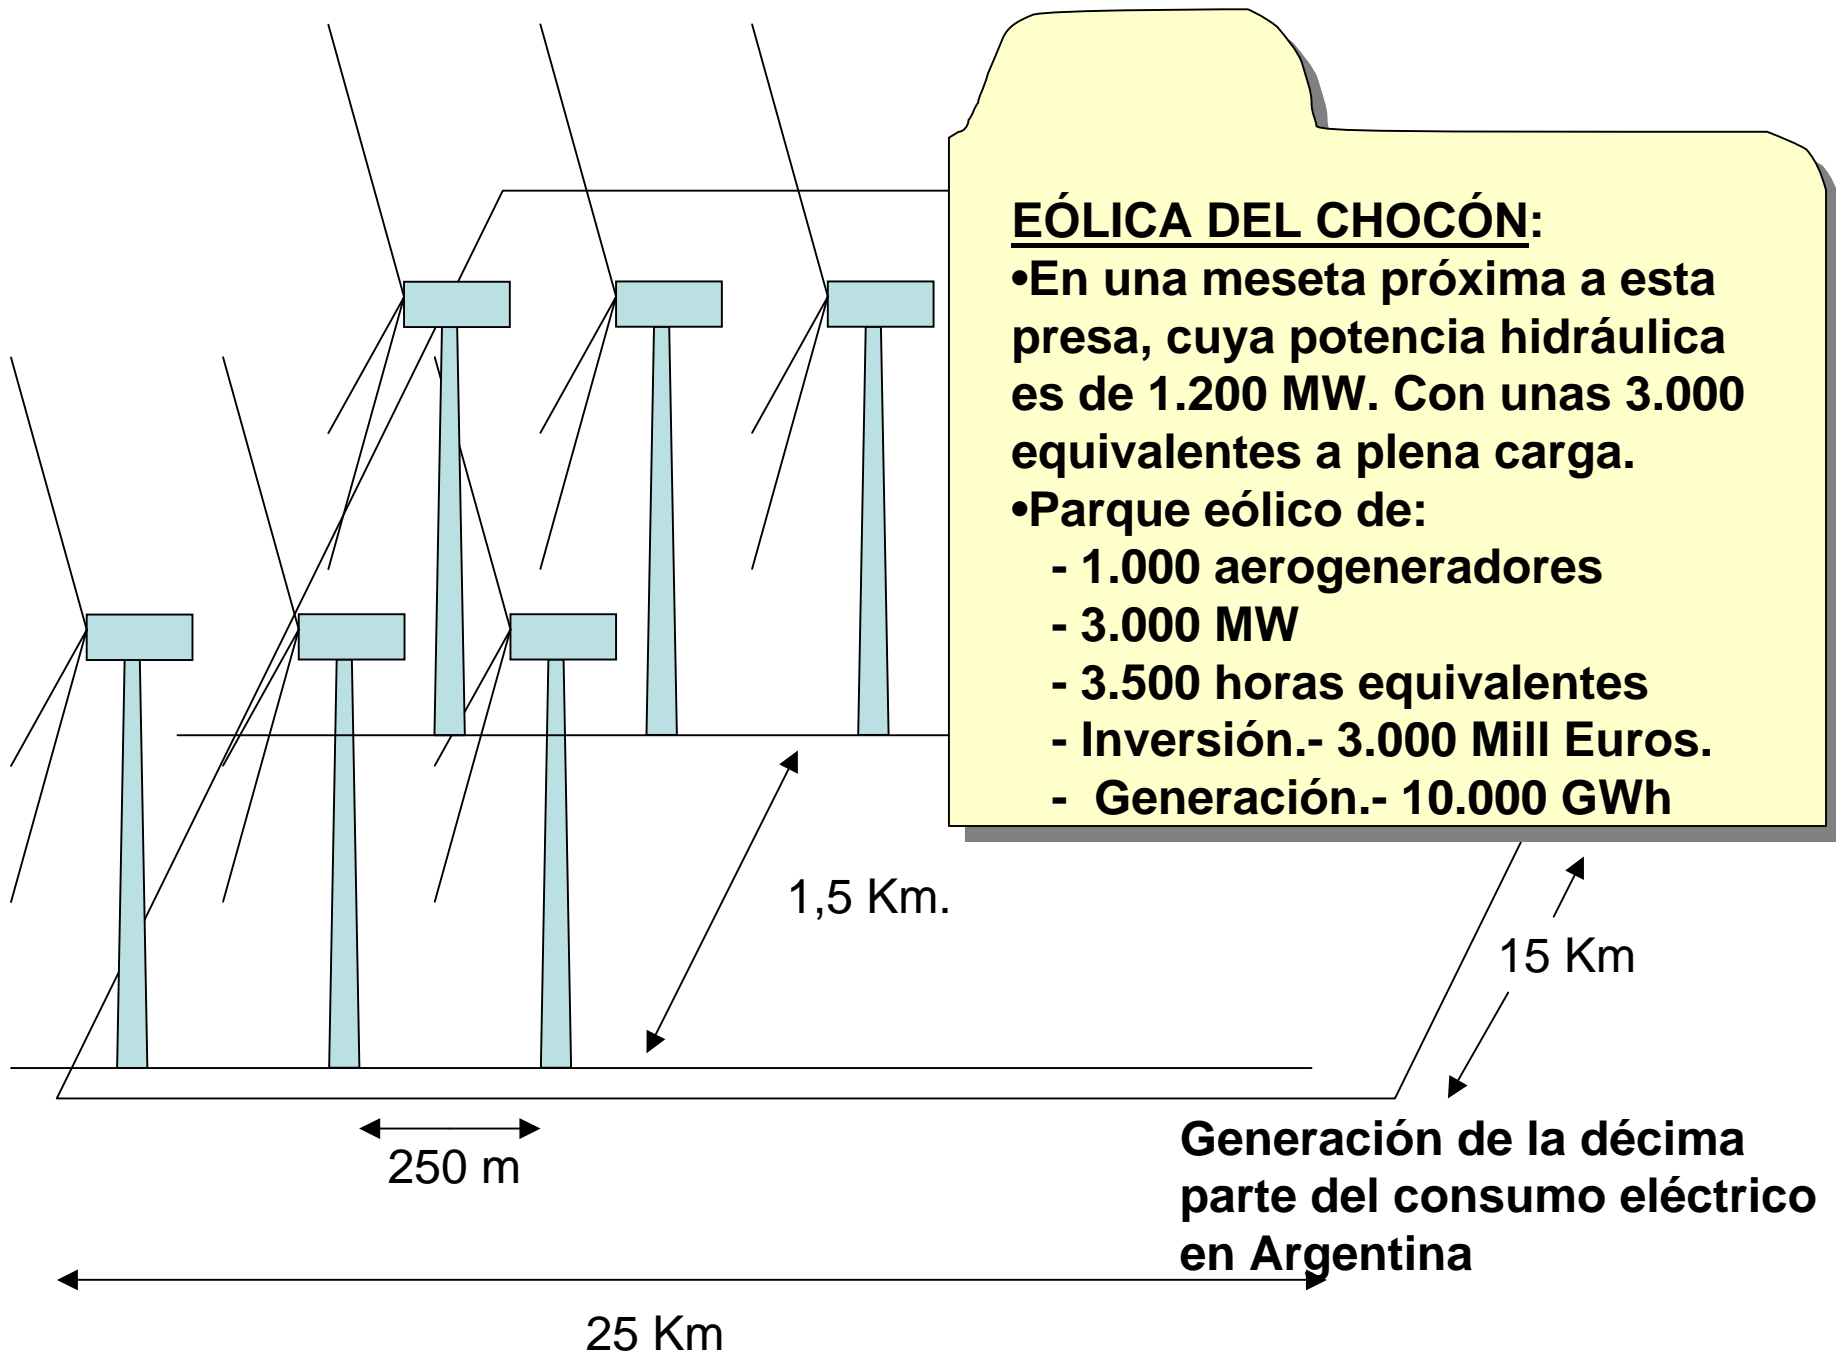 EÓLICA DEL CHOCÓN:
•En una meseta próxima a esta
presa, cuya potencia hidráulica
es de 1.200 MW. Con unas 3.000
equivalentes a plena carga.
•Parque eólico de:
- 1.000 aerogeneradores
- 3.000 MW
- 3.500 horas equivalentes
- Inversión.- 3.000 Mill Euros.
- Generación.- 10.000 GWh
1,5 Km.
15 Km
250 m
Generación de la décima
parte del consumo eléctrico
en Argentina
25 Km